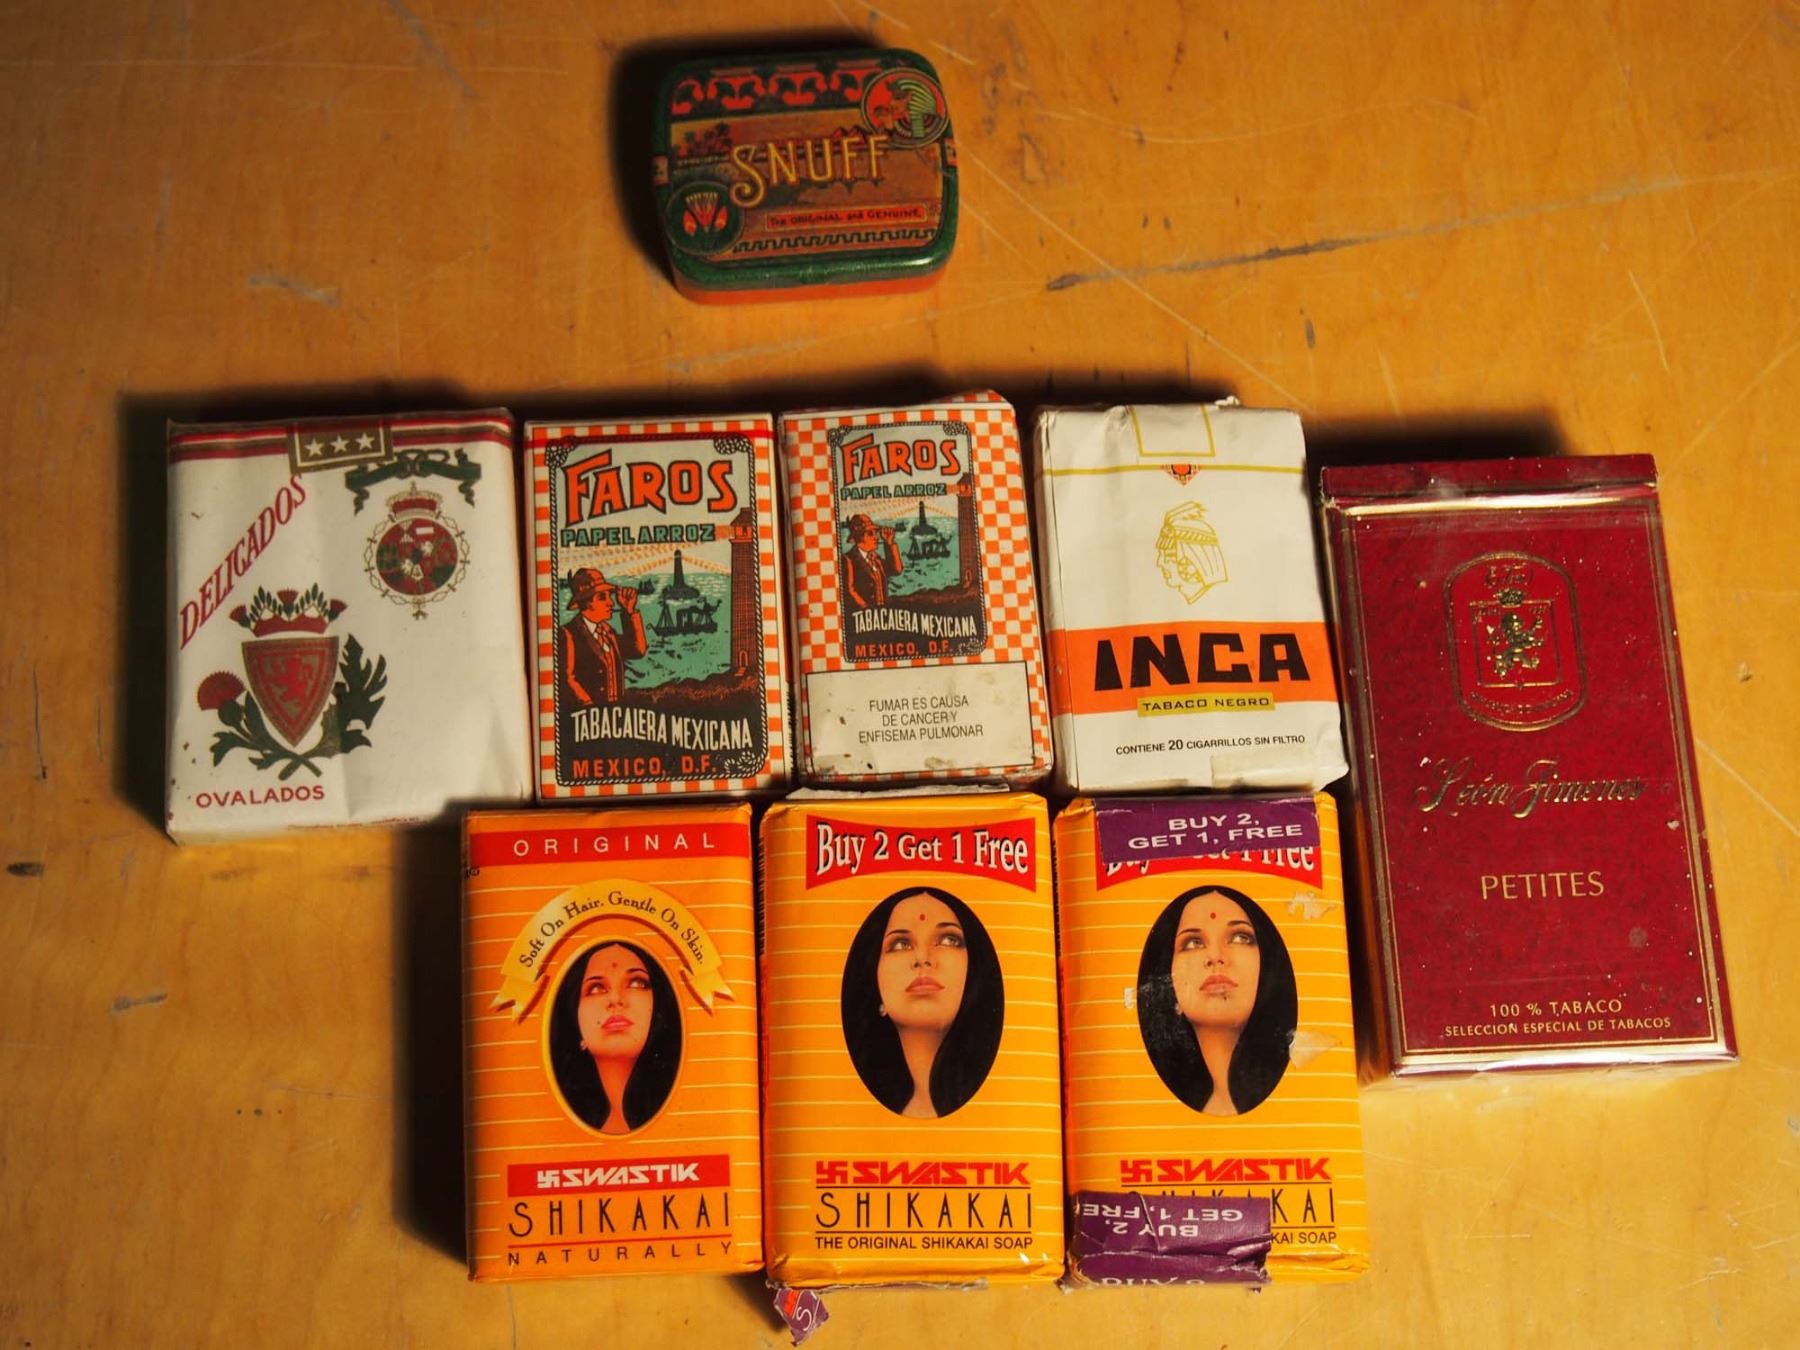 SNUFF
The ORIGINAL and GENUINE.
DELICADOS
OVALADOS
FAROS
PAPEL ARROZ
TABACALERA MEXICANA
MEXICO, D.F.
FAROS
PAPEL ARROZ
TABACALERA MEXICANA
MEXICO, D.F.
FUMAR ES CAUSA
DE CANCER Y
ENFISEMA PULMONAR
INCA
TABACO NEGRO
CONTIENE 20 CIGARRILLOS SIN FILTRO
León Jimenes
PETITES
100 % TABACO
SELECCION ESPECIAL DE TABACOS
ORIGINAL
Soft On Hair. Gentle On Skin.
SWASTIK
SHIKAKAI
NATURALLY
Buy 2 Get 1 Free
SWASTIK
SHIKAKAI
THE ORIGINAL SHIKAKAI SOAP
BUY 2,
GET 1, FREE
Free
SWASTIK
KAI
KAI SOAP
BUY 2,
GET 1, FREE